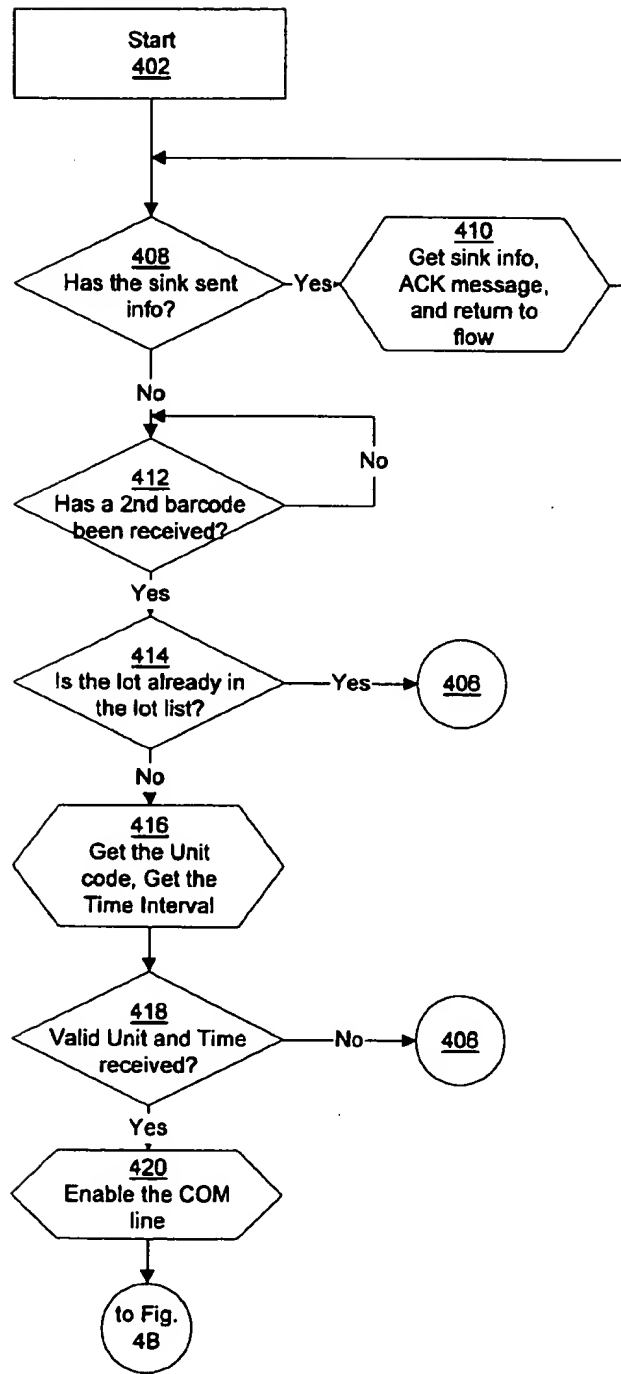 Start
402
408
Has the sink sent
info?
Yes
410
Get sink info,
ACK message,
and return to
flow
No
412
Has a 2nd barcode
been received?
No
Yes
414
Is the lot already in
the lot list?
Yes
406
No
416
Get the Unit
code, Get the
Time Interval
418
Valid Unit and Time
received?
No
406
Yes
420
Enable the COM
line
to Fig.
4B